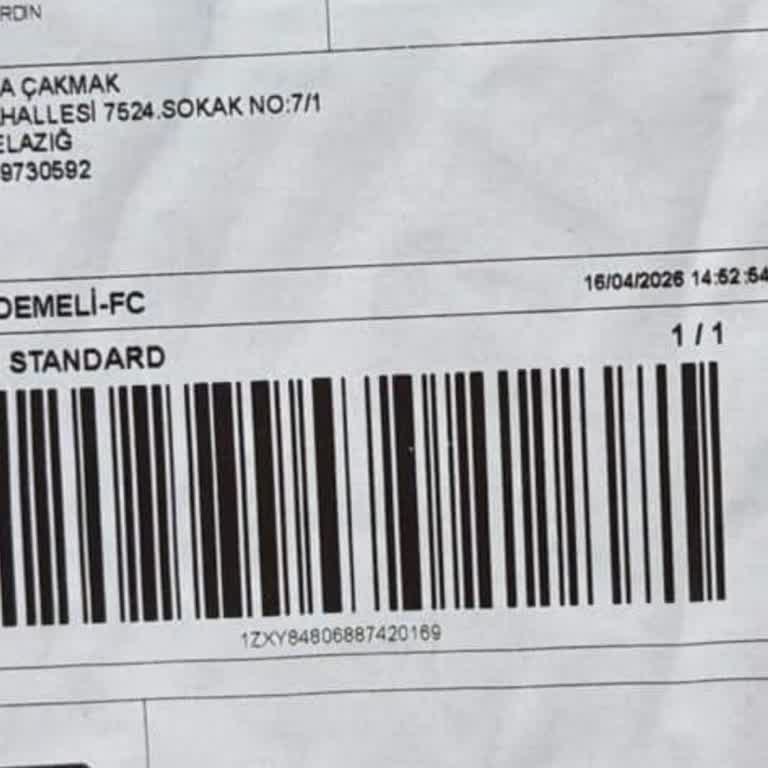 RDIN
A ÇAKMAK
HALLESİ 7524.SOKAK NO:7/1
ELAZIĞ
9730592
DEMELİ-FC
16/04/2026 14:52:54
STANDARD
1 / 1
1ZXY84806887420169